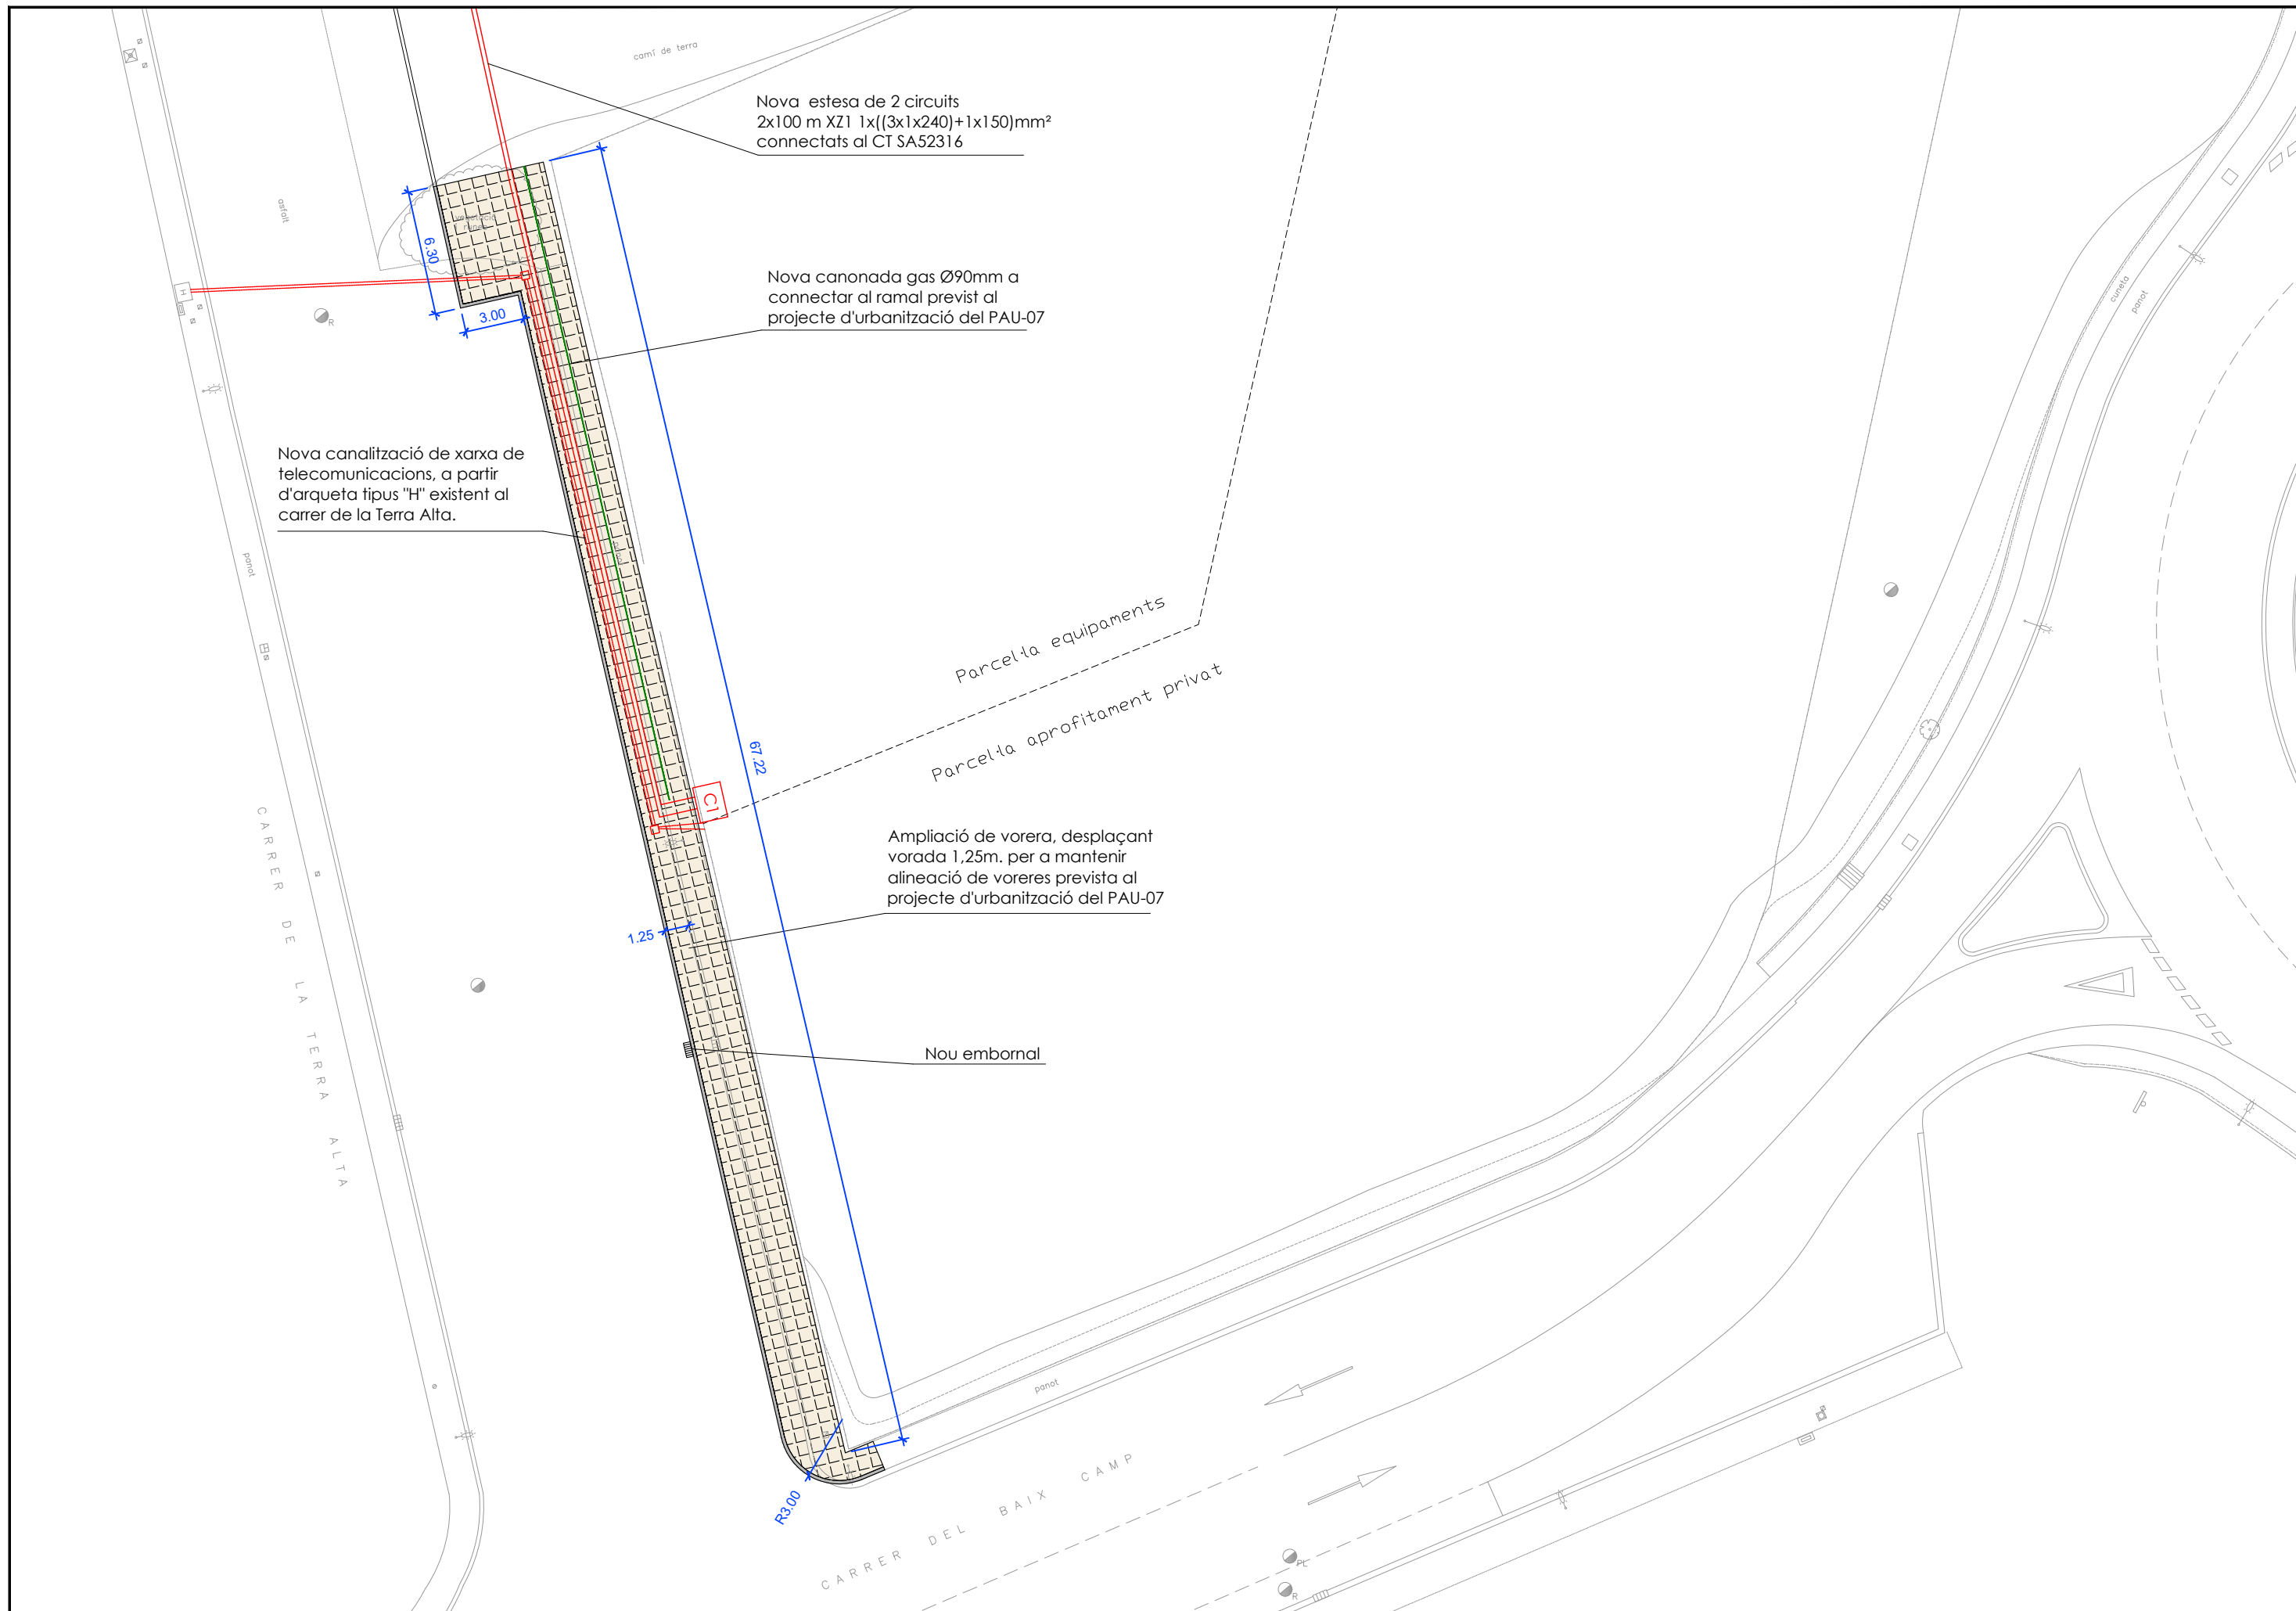 camí de terra
Nova estesa de 2 circuits
2x100 m XZ1 1x((3x1x240)+1x150)mm²
connectats al CT SA52316
asfalt
vegetació
i runes
6.30
3.00
H
R
Nova canonada gas Ø90mm a
connectar al ramal previst al
projecte d'urbanització del PAU-07
cuneta
panot
Nova canalització de xarxa de
telecomunicacions, a partir
d'arqueta tipus "H" existent al
carrer de la Terra Alta.
panot
panot
Parcel·la equipaments
Parcel·la aprofitament privat
67.22
C1
Ampliació de vorera, desplaçant
vorada 1,25m. per a mantenir
alineació de voreres prevista al
projecte d'urbanització del PAU-07
1.25
CARRER DE LA TERRA ALTA
Nou embornal
panot
R3.00
CARRER DEL BAIX CAMP
PL
R